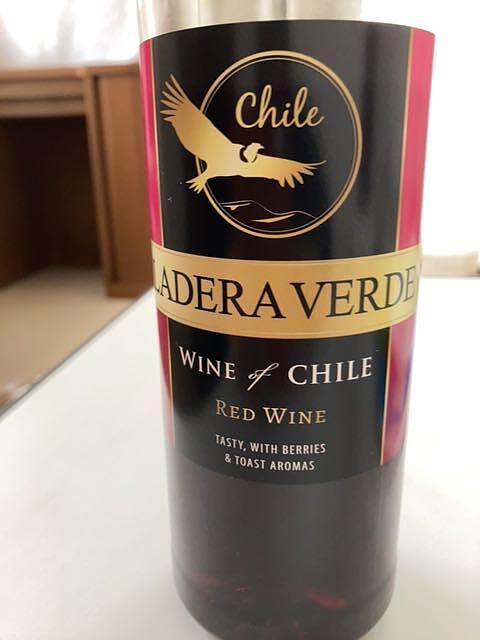 Chile
LADERA VERDE
WINE of CHILE
RED WINE
TASTY, WITH BERRIES
& TOAST AROMAS